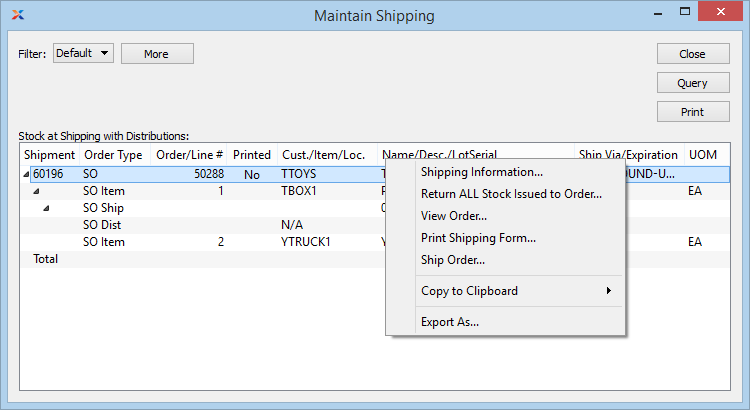 Maintain Shipping
Filter: Default More Close
Query
Print
Stock at Shipping with Distributions:
Shipment Order Type Order/Line # Printed Cust./Item/Loc. Name/Desc./LotSerial Ship Via/Expiration UOM
60196 SO 50288 No TTOYS OUND-U...
SO Item 1 TBOX1 EA
SO Ship
SO Dist N/A
SO Item 2 YTRUCK1 EA
Total
Shipping Information...
Return ALL Stock Issued to Order...
View Order...
Print Shipping Form...
Ship Order...
Copy to Clipboard
Export As...